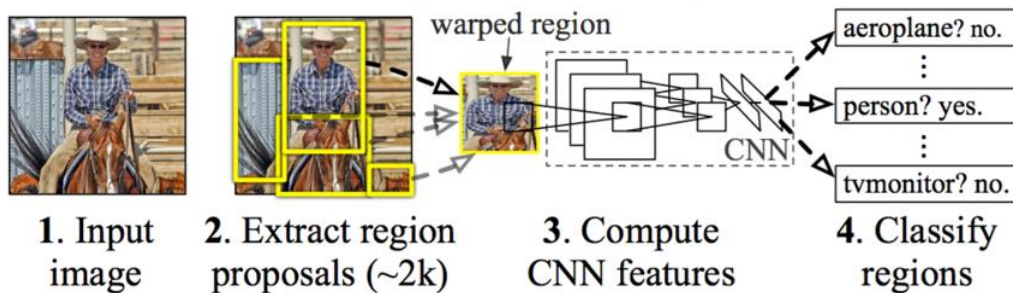 warped region
aeroplane? no.
person? yes.
CNN
tvmonitor? no.
1. Input
image
2. Extract region
proposals (~2k)
3. Compute
CNN features
4. Classify
regions